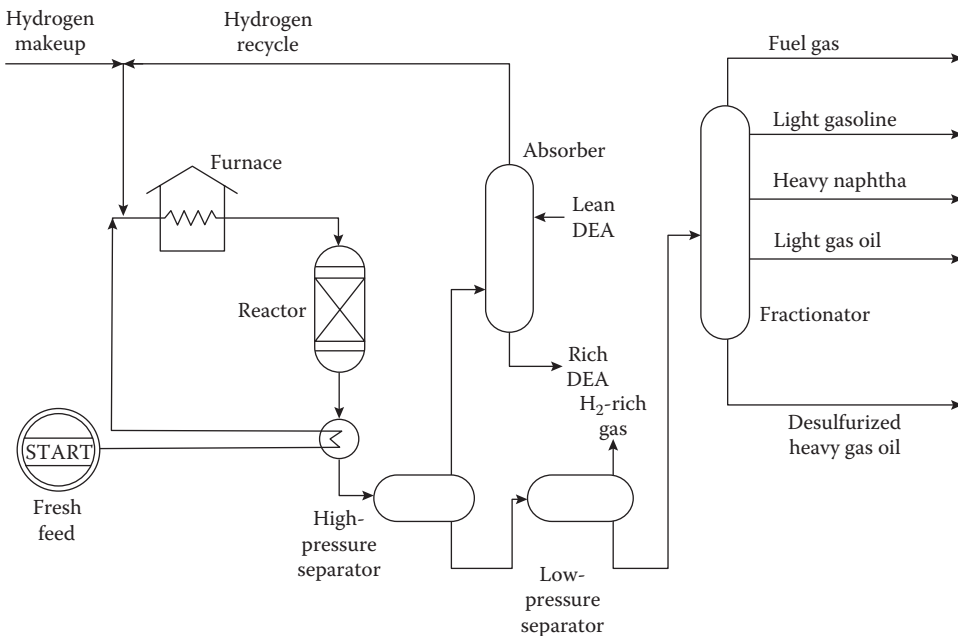 Hydrogen
makeup
Hydrogen
recycle
Fuel gas
Light gasoline
Absorber
Furnace
Heavy naphtha
Lean
DEA
Light gas oil
Reactor
Fractionator
Rich
DEA
H₂-rich
gas
Desulfurized
heavy gas oil
START
Fresh
feed
High-
pressure
separator
Low-
pressure
separator